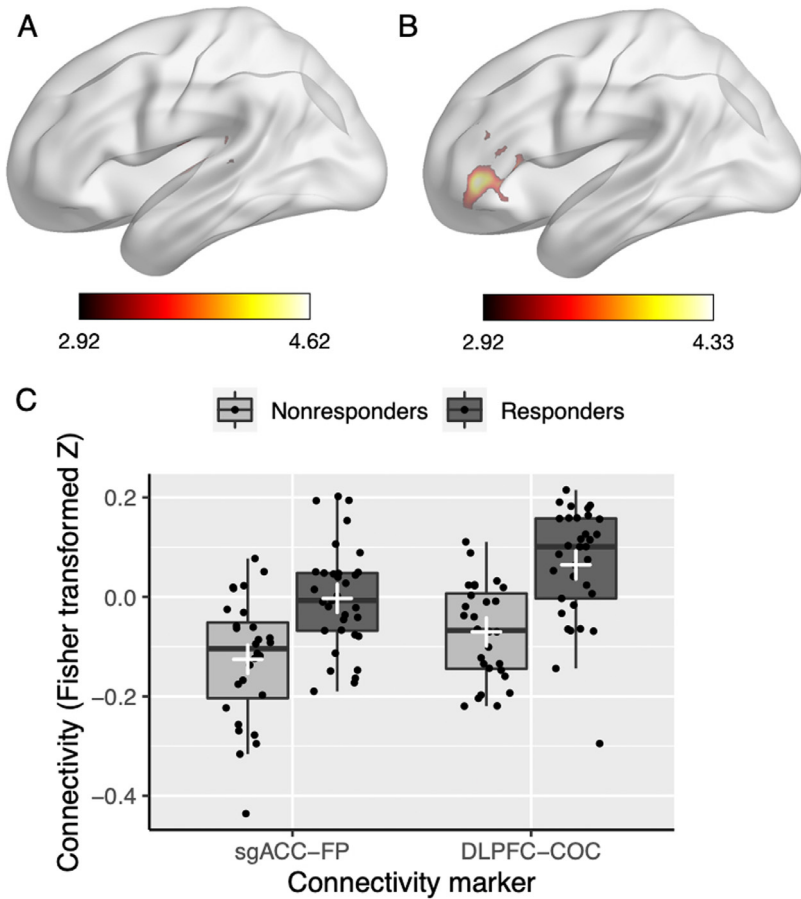 A
B
2.92
4.62
2.92
4.33
C
Nonresponders
Responders
Connectivity (Fisher transformed Z)
0.2
0.0
−0.2
−0.4
sgACC−FP
DLPFC−COC
Connectivity marker